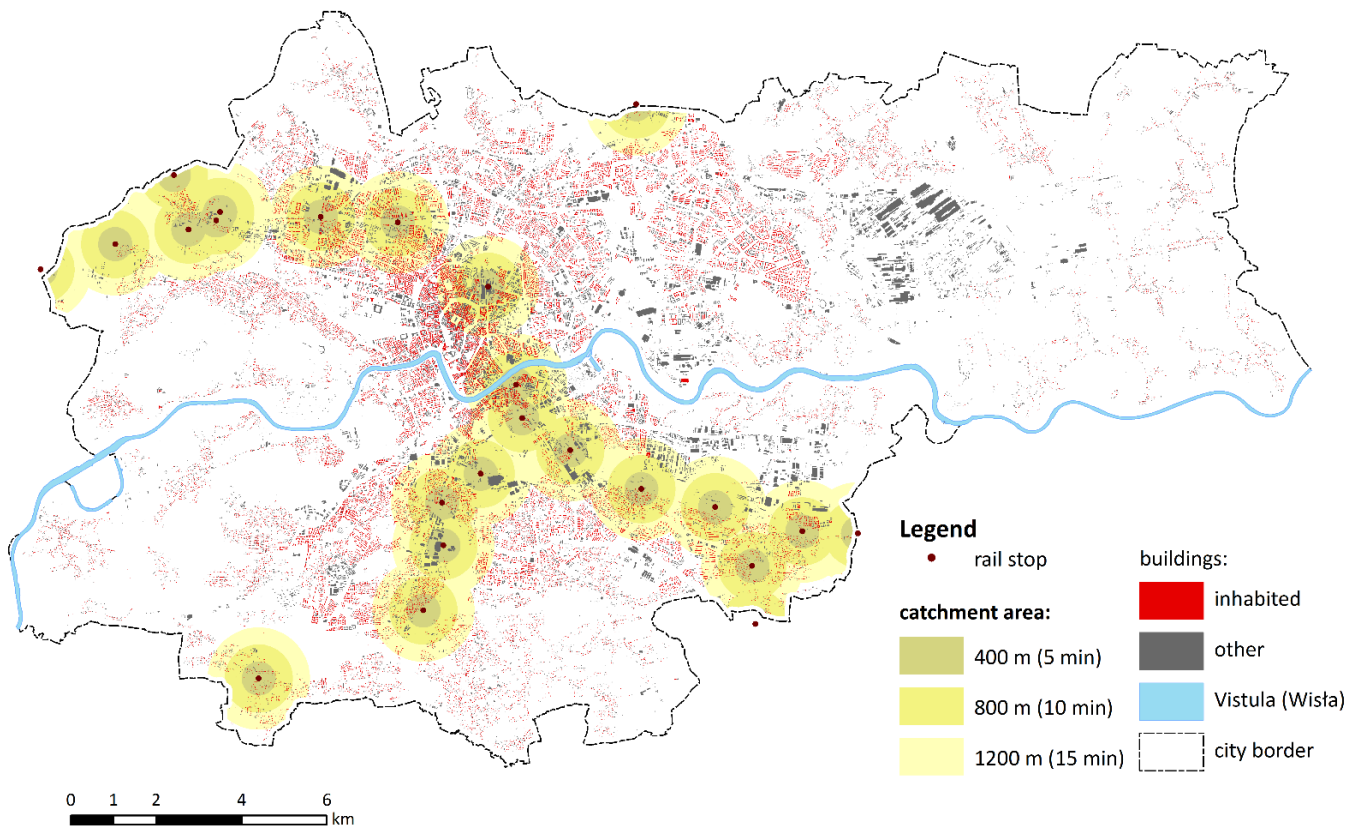 Legend
rail stop
catchment area:
400 m (5 min)
800 m (10 min)
1200 m (15 min)
buildings:
inhabited
other
Vistula (Wisła)
city border
0 1 2 4 6
km